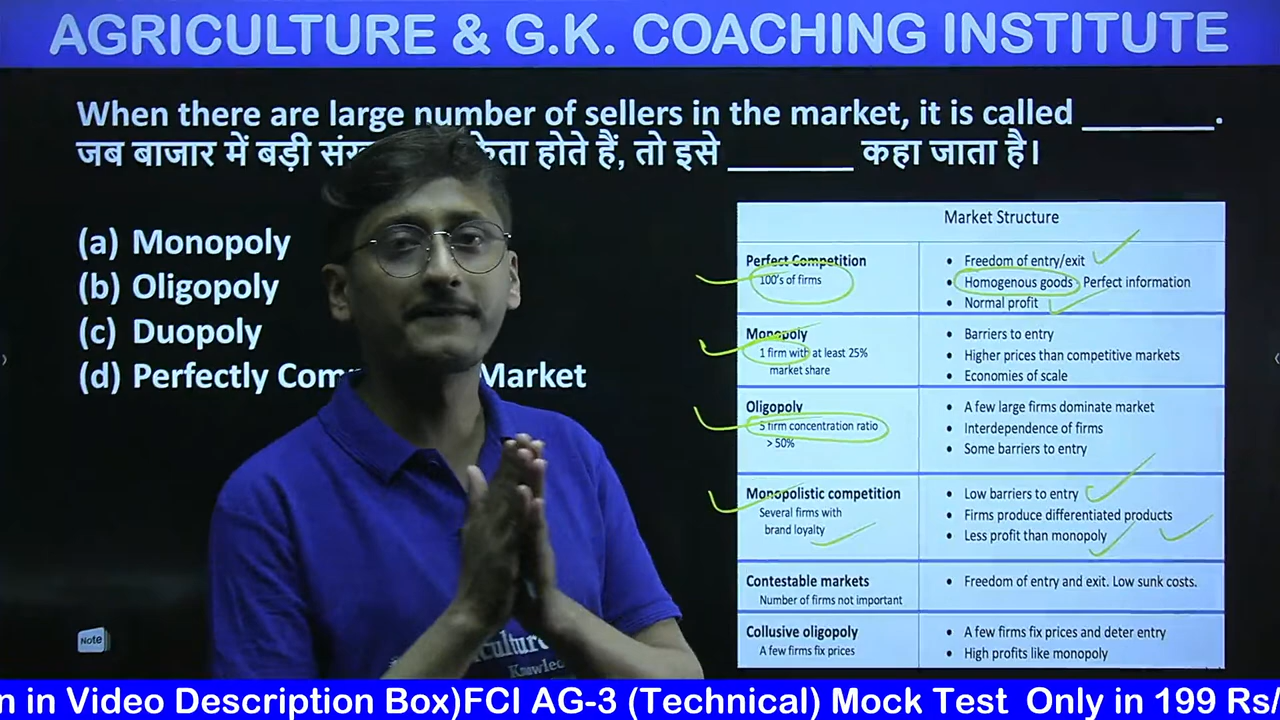 AGRICULTURE & G.K. COACHING INSTITUTE
When there are large number of sellers in the market, it is called ________.
जब बाजार में बड़ी होते हैं, तो इसे ________ कहा जाता है।
(a) Monopoly
(b) Oligopoly
(c) Duopoly
(d) Perfectly Market
Market Structure
Perfect Competition
100's of firms
• Freedom of entry/exit
• Homogenous goods Perfect information
• Normal profit
Monopoly
1 firm with at least 25%
market share
• Barriers to entry
• Higher prices than competitive markets
• Economies of scale
Oligopoly
5 firm concentration ratio
> 50%
• A few large firms dominate market
• Interdependence of firms
• Some barriers to entry
Monopolistic competition
Several firms with
brand loyalty
• Low barriers to entry
• Firms produce differentiated products
• Less profit than monopoly
Contestable markets
Number of firms not important
• Freedom of entry and exit. Low sunk costs.
Collusive oligopoly
A few firms fix prices
• A few firms fix prices and deter entry
• High profits like monopoly
Note
n in Video Description Box)FCI AG-3 (Technical) Mock Test Only in 199 Rs/